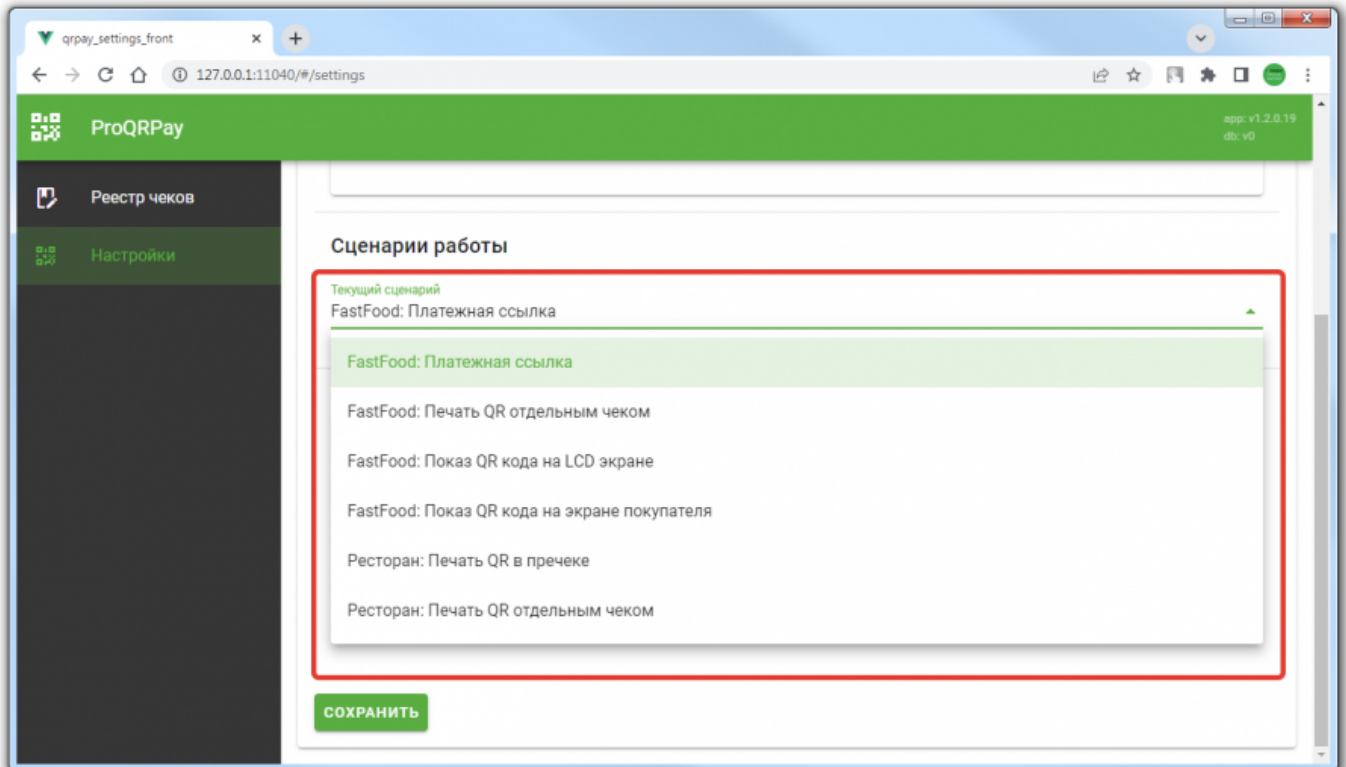 qrpay_settings_front
127.0.0.1:11040/#/settings
ProQRPay
app: v1.2.0.19
db: v0
Реестр чеков
Настройки
Сценарии работы
Текущий сценарий
FastFood: Платежная ссылка
FastFood: Платежная ссылка
FastFood: Печать QR отдельным чеком
FastFood: Показ QR кода на LCD экране
FastFood: Показ QR кода на экране покупателя
Ресторан: Печать QR в пречеке
Ресторан: Печать QR отдельным чеком
СОХРАНИТЬ